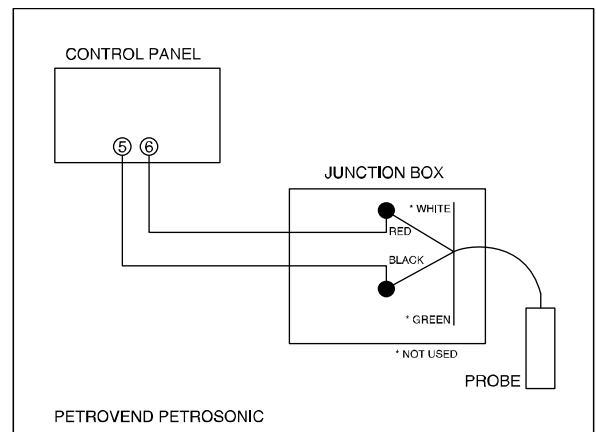 CONTROL PANEL
5 6
JUNCTION BOX
* WHITE
RED
BLACK
* GREEN
* NOT USED
PROBE
PETROVEND PETROSONIC